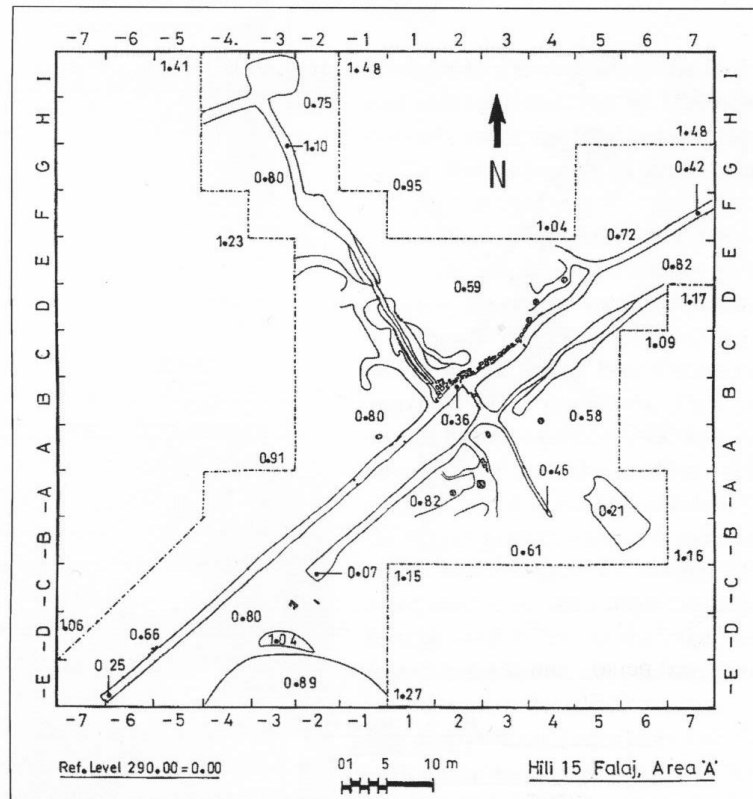 -7 -6 -5 -4. -3 -2 -1 1 2 3 4 5 6 7
I 1.41 1.48 I
0.75
H 1.10 1.48 H
G 0.80 0.95 N 0.42 G
F 1.23 1.04 0.72 F
E 0.59 0.82 E
D 1.17 D
C 1.09 C
B 0.80 0.36 0.58 B
A 0.91 0.46 A
-A 0.82 0.21 -A
-B 0.61 1.16 -B
-C 0.07 1.15 -C
-D 1.06 0.66 0.80 1.04 -D
-E 0.25 0.89 1.27 -E
-7 -6 -5 -4 -3 -2 -1 1 2 3 4 5 6 7
Ref. Level 290.00=0.00
01 5 10 m
Hili 15 Falaj, Area 'A'